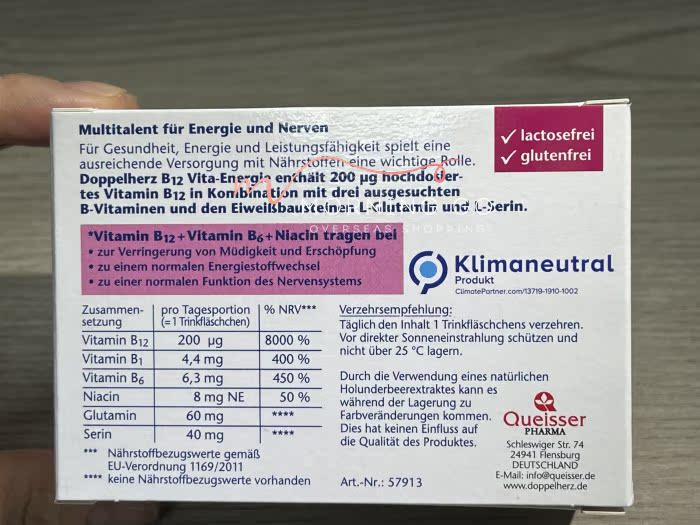 Multitalent für Energie und Nerven
Für Gesundheit, Energie und Leistungsfähigkeit spielt eine
ausreichende Versorgung mit Nährstoffen eine wichtige Rolle.
Doppelherz B12 Vita-Energie enthält 200 µg hochdosier-
tes Vitamin B12 in Kombination mit drei ausgesuchten
B-Vitaminen und den Eiweißbausteinen L-Glutamin und L-Serin.
✓ lactosefrei
✓ glutenfrei
OVERSEAS SHOPPING
*Vitamin B12+Vitamin B6+Niacin tragen bei
• zur Verringerung von Müdigkeit und Erschöpfung
• zu einem normalen Energiestoffwechsel
• zu einer normalen Funktion des Nervensystems
Klimaneutral
Produkt
ClimatePartner.com/13719-1910-1002
Zusammen- pro Tagesportion % NRV***
setzung (=1 Trinkfläschchen)
Vitamin B12 200 µg 8000 %
Vitamin B1 4,4 mg 400 %
Vitamin B6 6,3 mg 450 %
Niacin 8 mg NE 50 %
Glutamin 60 mg ****
Serin 40 mg ****
*** Nährstoffbezugswerte gemäß
EU-Verordnung 1169/2011
**** keine Nährstoffbezugswerte vorhanden
Verzehrsempfehlung:
Täglich den Inhalt 1 Trinkfläschchens verzehren.
Vor direkter Sonneneinstrahlung schützen und
nicht über 25 °C lagern.
Durch die Verwendung eines natürlichen
Holunderbeerextraktes kann es
während der Lagerung zu
Farbveränderungen kommen.
Dies hat keinen Einfluss auf
die Qualität des Produktes.
Art.-Nr.: 57913
Queisser
PHARMA
Schleswiger Str. 74
24941 Flensburg
DEUTSCHLAND
E-Mail: info@queisser.de
www.doppelherz.de